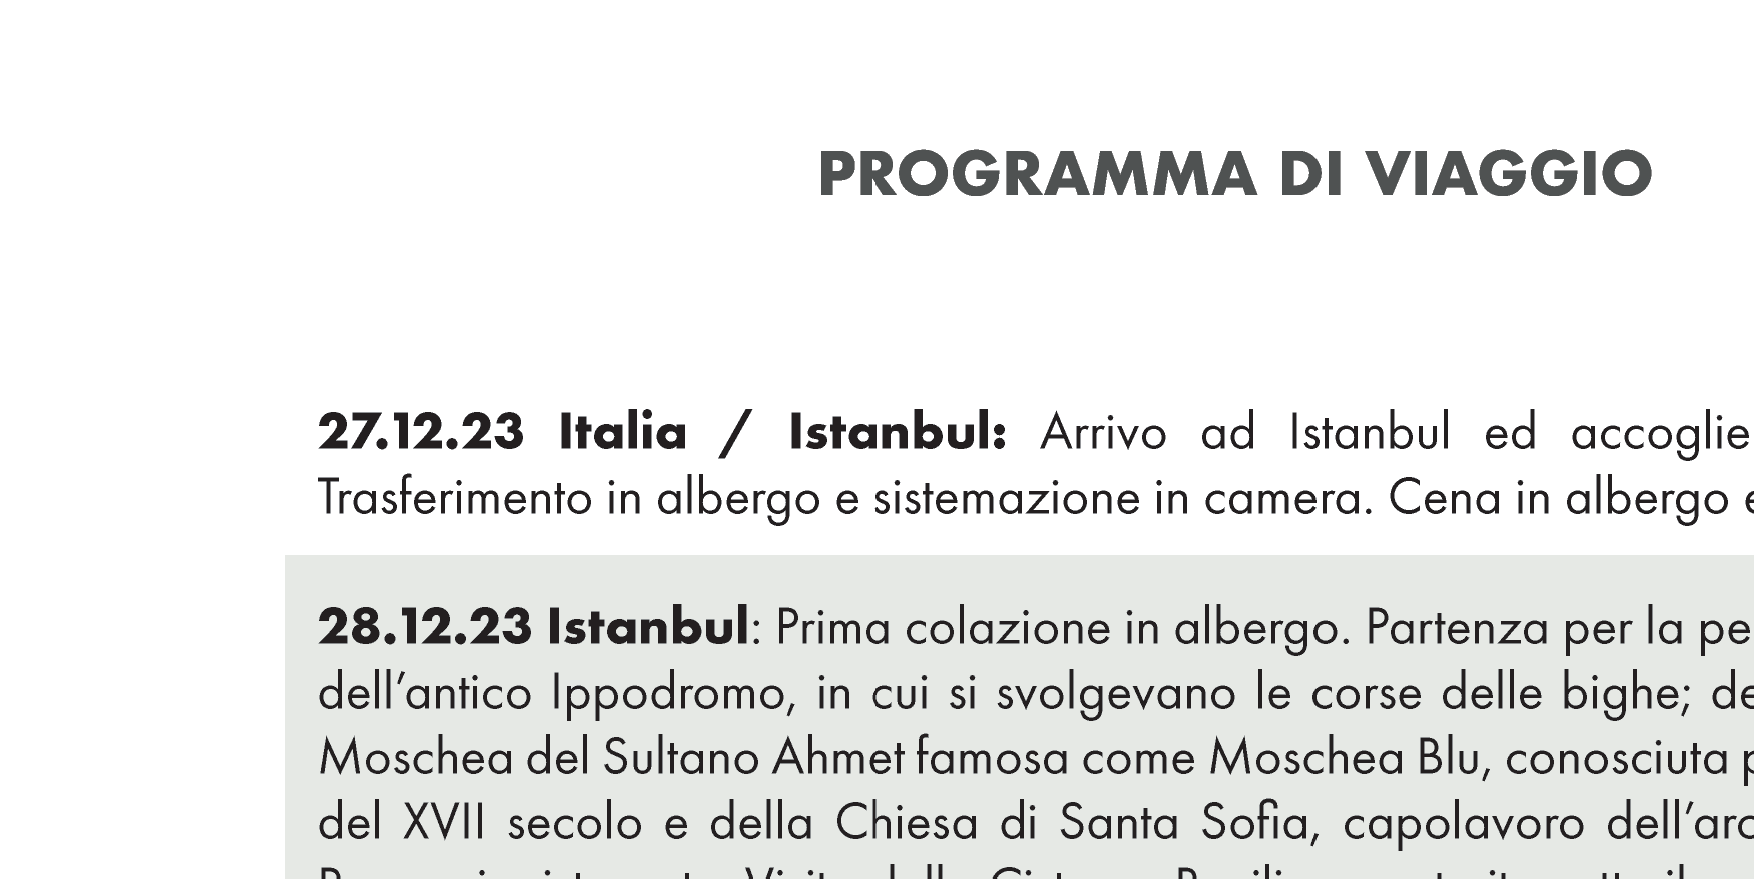 PROGRAMMA DI VIAGGIO
27.12.23 Italia / Istanbul: Arrivo ad Istanbul ed accoglie
Trasferimento in albergo e sistemazione in camera. Cena in albergo e
28.12.23 Istanbul: Prima colazione in albergo. Partenza per la pe
dell’antico Ippodromo, in cui si svolgevano le corse delle bighe; de
Moschea del Sultano Ahmet famosa come Moschea Blu, conosciuta p
del XVII secolo e della Chiesa di Santa Sofia, capolavoro dell’arc